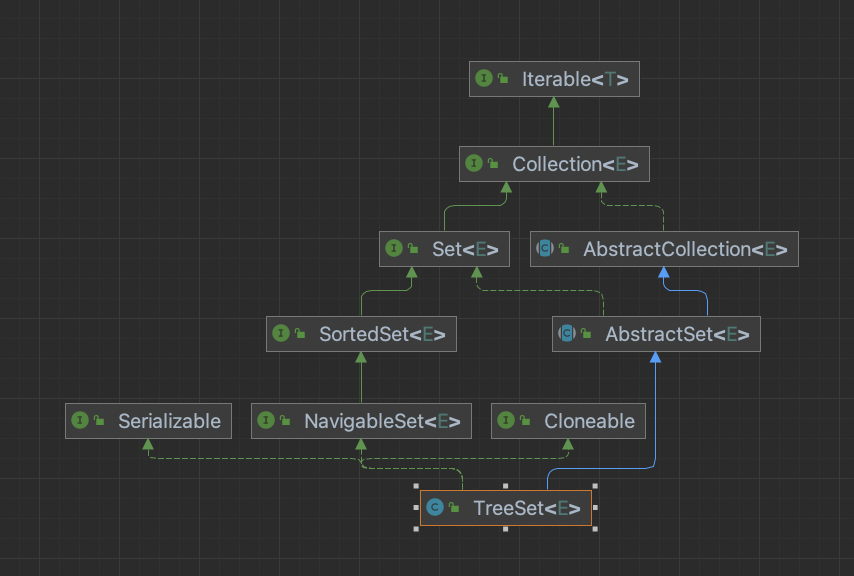 Iterable<T>
Collection<E>
Set<E>
AbstractCollection<E>
SortedSet<E>
AbstractSet<E>
Serializable
NavigableSet<E>
Cloneable
TreeSet<E>